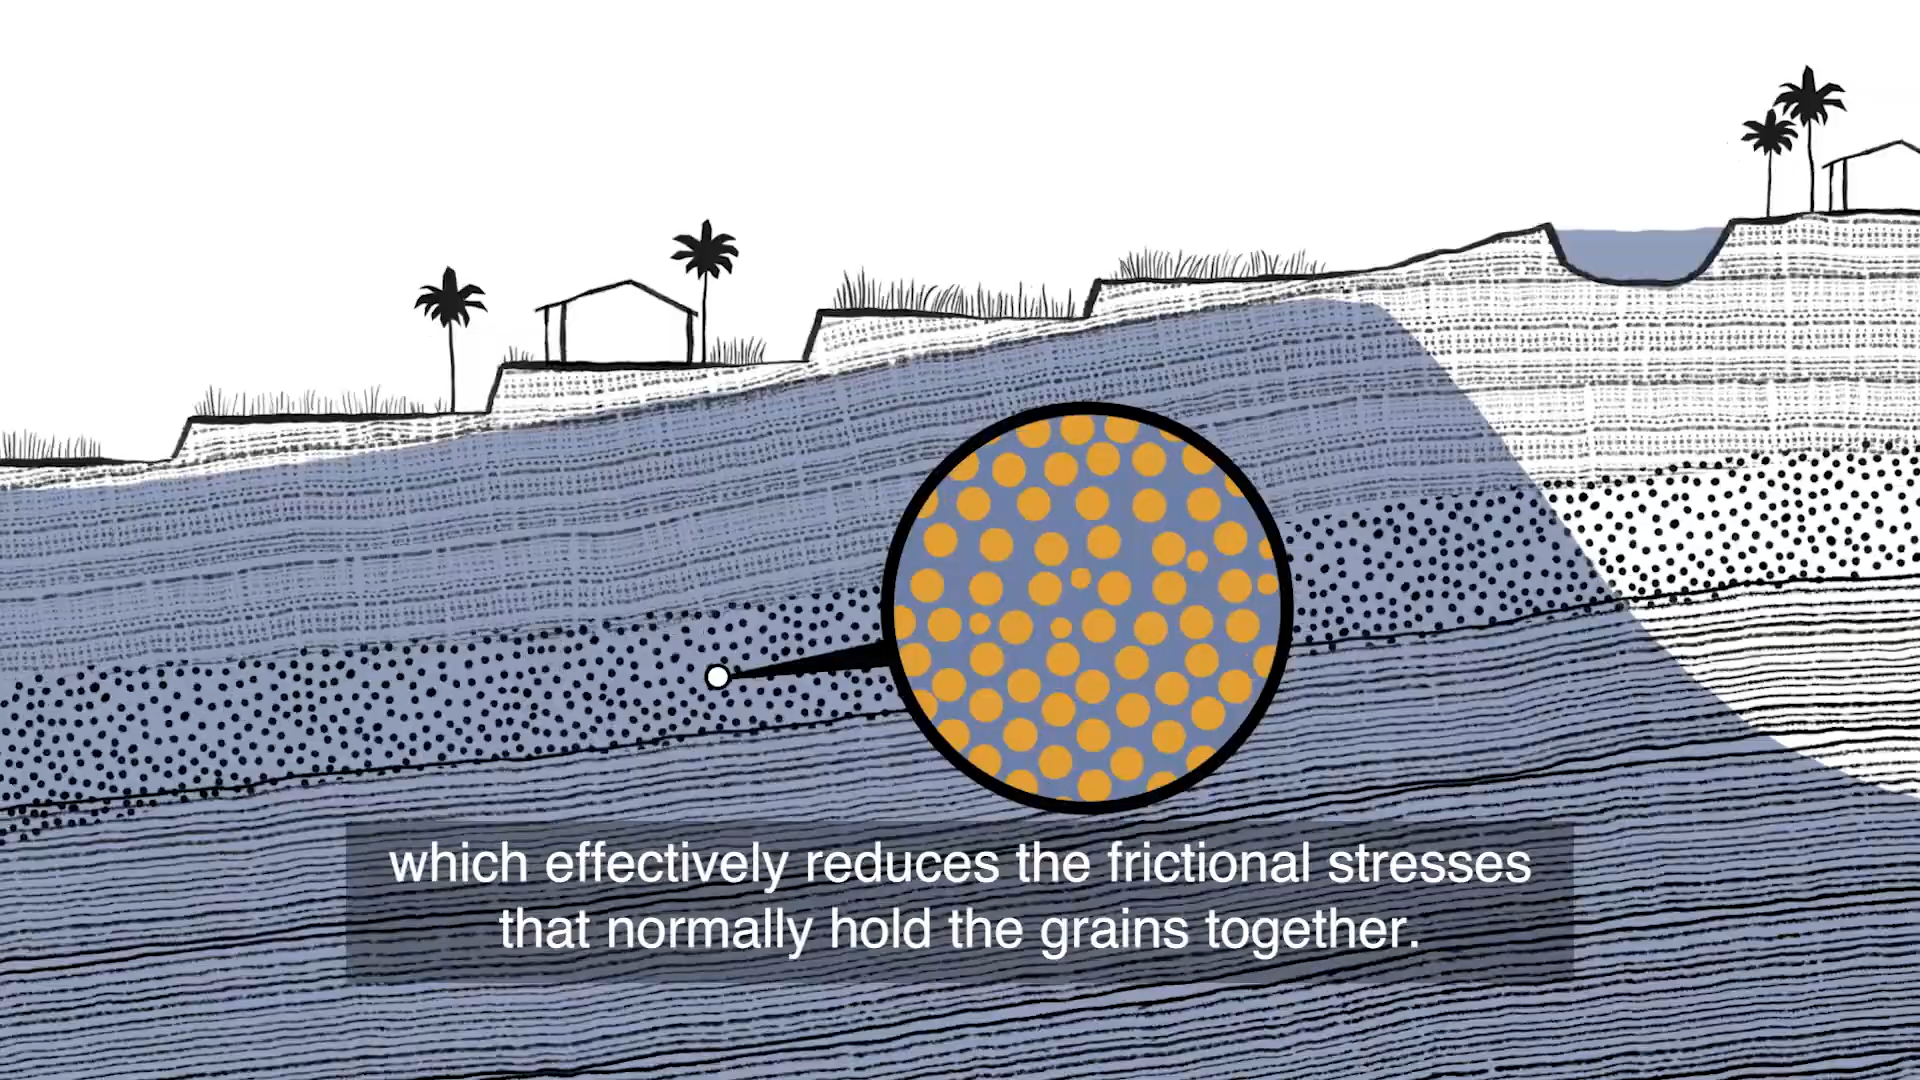 which effectively reduces the frictional stresses
that normally hold the grains together.